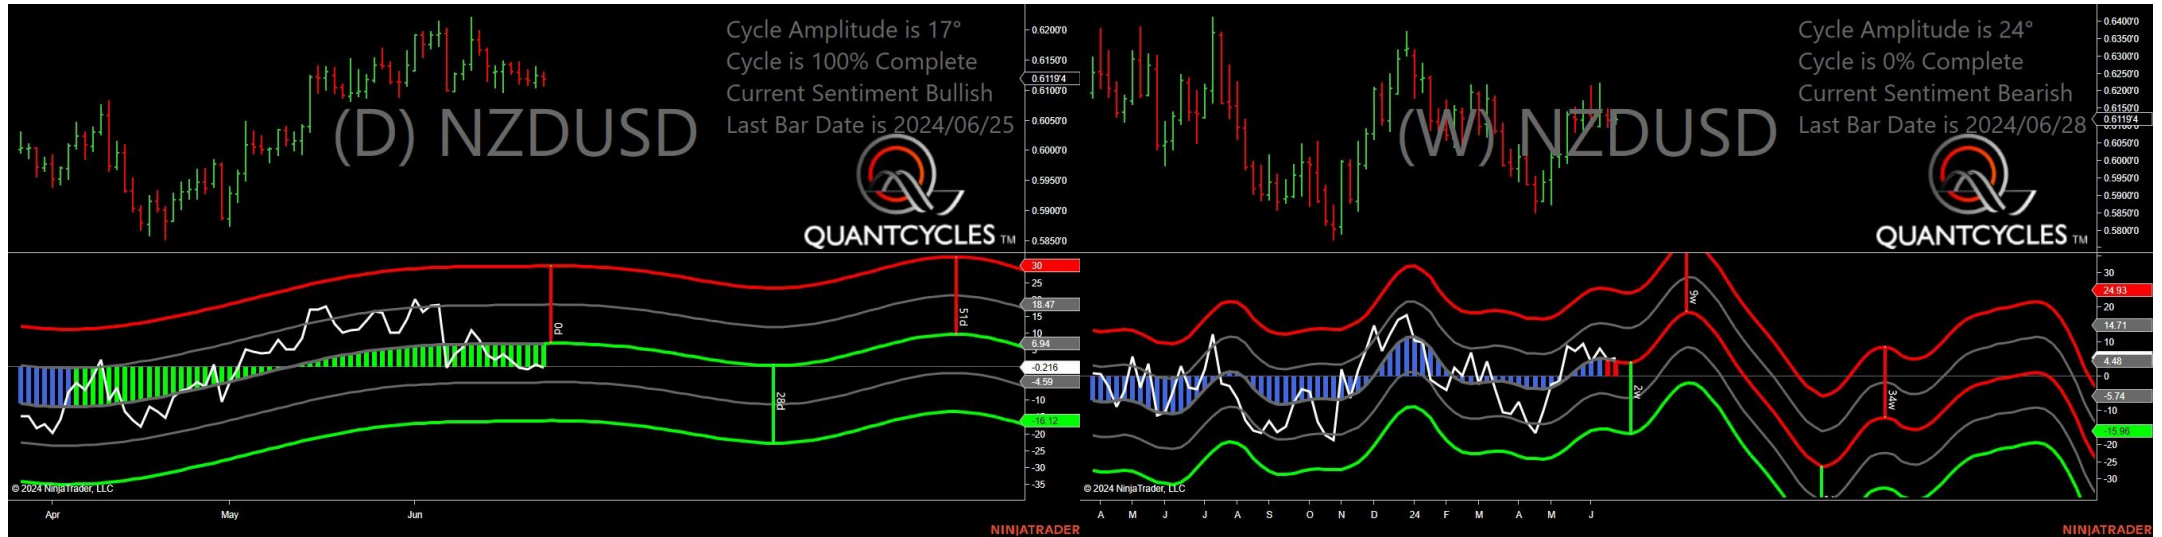 Cycle Amplitude is 17°
Cycle is 100% Complete
Current Sentiment Bullish
Last Bar Date is 2024/06/25
(D) NZDUSD
QUANTCYCLES TM
0.6200'0
0.6150'0
0.6119'4
0.6100'0
0.6050'0
0.6000'0
0.5950'0
0.5900'0
0.5850'0
30
25
18.47
15
10
6.94
-0.216
-4.59
-10
-16.12
-20
-25
-30
-35
0d
28d
51d
© 2024 NinjaTrader, LLC
Apr May Jun
NINJATRADER
Cycle Amplitude is 24°
Cycle is 0% Complete
Current Sentiment Bearish
Last Bar Date is 2024/06/28
(W) NZDUSD
QUANTCYCLES TM
0.6400'0
0.6350'0
0.6300'0
0.6250'0
0.6200'0
0.6150'0
0.6119'4
0.6050'0
0.6000'0
0.5950'0
0.5900'0
0.5850'0
0.5800'0
30
24.93
20
14.71
10
4.48
0
-5.74
-10
-15.96
-20
-25
-30
9w
2w
34w
© 2024 NinjaTrader, LLC
A M J J A S O N D 24 F M A M J
NINJATRADER